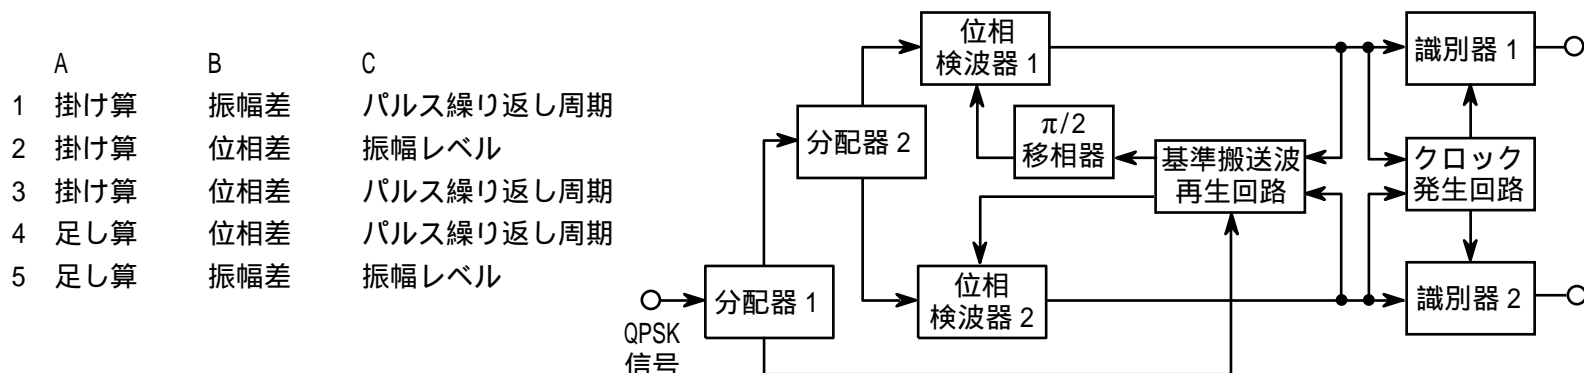 A B C
1 掛け算 振幅差 パルス繰り返し周期
2 掛け算 位相差 振幅レベル
3 掛け算 位相差 パルス繰り返し周期
4 足し算 位相差 パルス繰り返し周期
5 足し算 振幅差 振幅レベル
位相
検波器 1
識別器 1
分配器 2
π/2
移相器
基準搬送波
再生回路
クロック
発生回路
分配器 1
位相
検波器 2
識別器 2
QPSK
信号